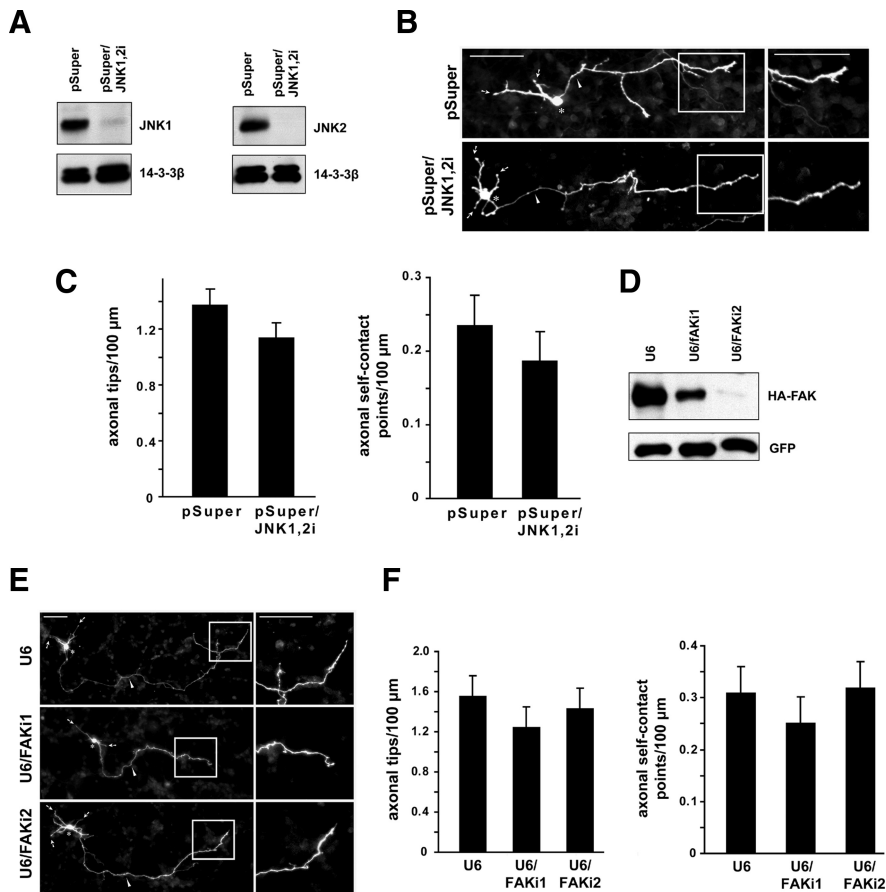 A
pSuper
pSuper/
JNK1,2i
JNK1
14-3-3β
pSuper
pSuper/
JNK1,2i
JNK2
14-3-3β
B
pSuper
*
pSuper/
JNK1,2i
*
C
axonal tips/100 µm
1.2
0.8
0.4
0
pSuper
pSuper/
JNK1,2i
axonal self-contact
points/100 µm
0.3
0.2
0.1
0
pSuper
pSuper/
JNK1,2i
D
U6
U6/fAKi1
U6/FAKi2
HA-FAK
GFP
E
U6
U6/FAKi1
U6/FAKi2
F
axonal tips/100 µm
2.0
1.6
1.2
0.8
0.4
0
U6
U6/
FAKi1
U6/
FAKi2
axonal self-contact
points/100 µm
0.4
0.3
0.2
0.1
0
U6
U6/
FAKi1
U6/
FAKi2